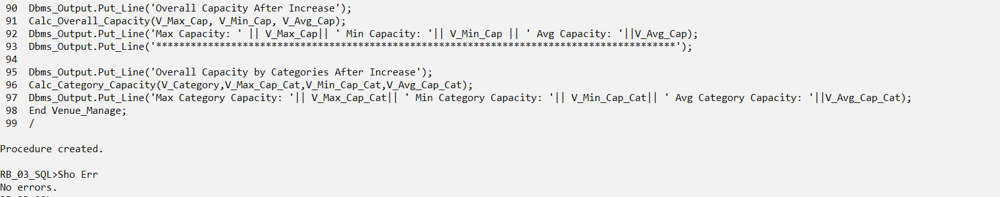 90 Dbms_Output.Put_Line('Overall Capacity After Increase');
91 Calc_Overall_Capacity(V_Max_Cap, V_Min_Cap, V_Avg_Cap);
92 Dbms_Output.Put_Line('Max Capacity: ' || V_Max_Cap|| ' Min Capacity: '|| V_Min_Cap || ' Avg Capacity: '||V_Avg_Cap);
93 Dbms_Output.Put_Line('******************************************************************************************');
94
95 Dbms_Output.Put_Line('Overall Capacity by Categories After Increase');
96 Calc_Category_Capacity(V_Category,V_Max_Cap_Cat,V_Min_Cap_Cat,V_Avg_Cap_Cat);
97 Dbms_Output.Put_Line('Max Category Capacity: '|| V_Max_Cap_Cat|| ' Min Category Capacity: '|| V_Min_Cap_Cat|| ' Avg Category Capacity: '||V_Avg_Cap_Cat);
98 End Venue_Manage;
99 /
Procedure created.
RB_03_SQL>Sho Err
No errors.